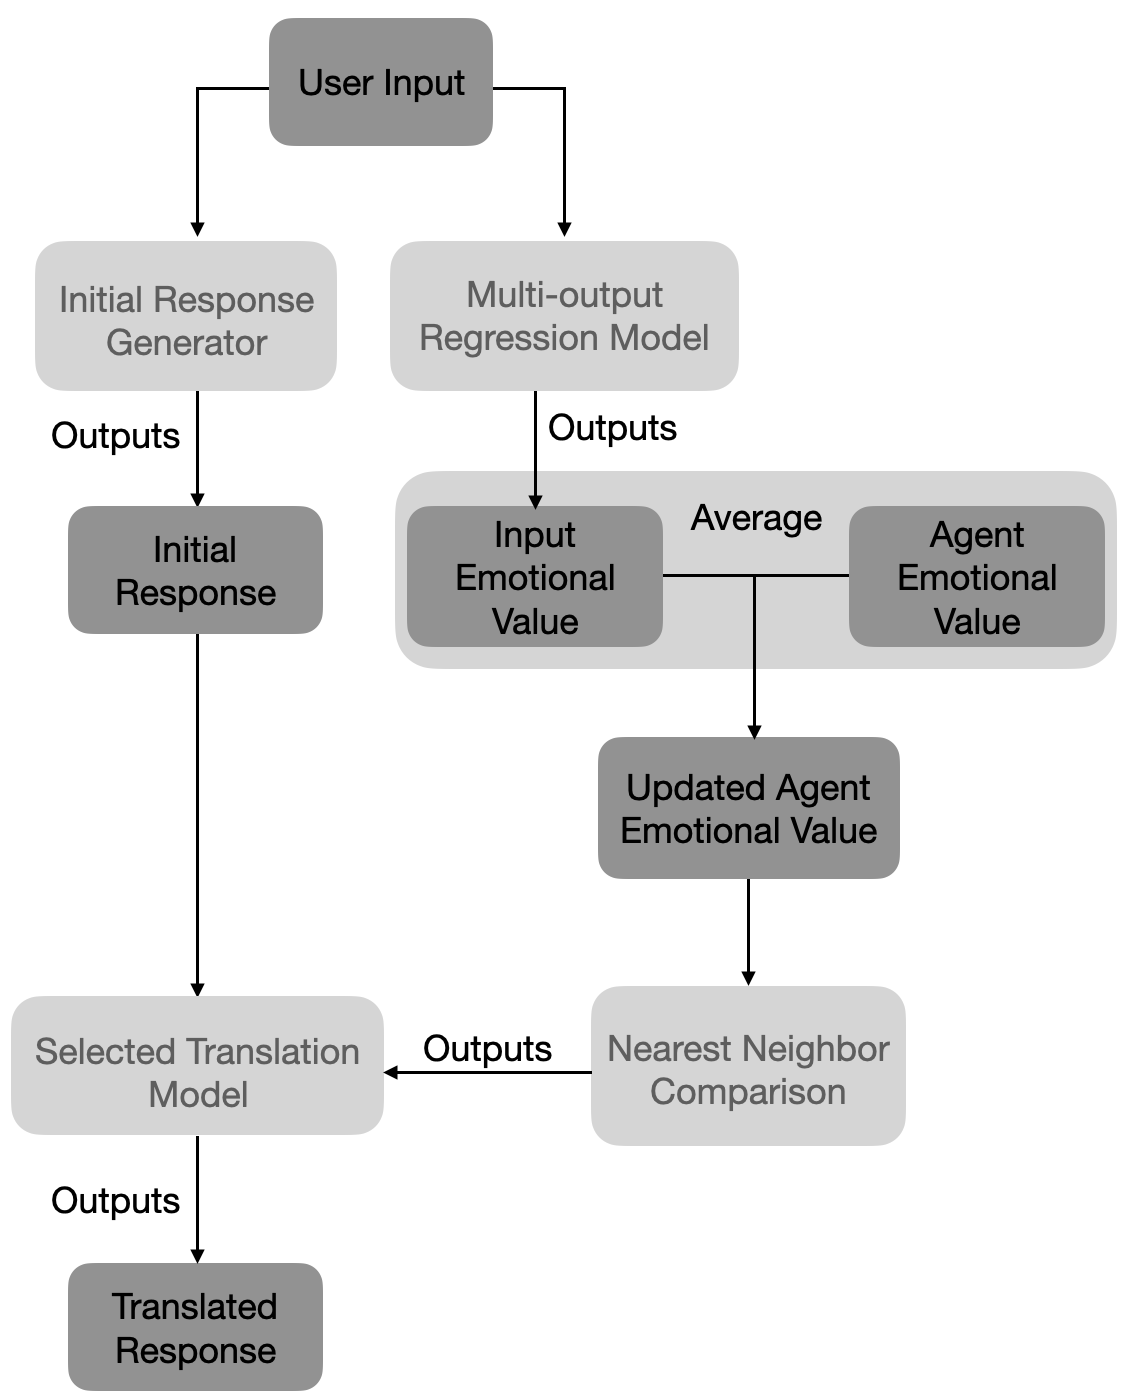 User Input
Initial Response
Generator
Multi-output
Regression Model
Outputs
Outputs
Initial
Response
Input
Emotional
Value
Average
Agent
Emotional
Value
Updated Agent
Emotional Value
Selected Translation
Model
Outputs
Nearest Neighbor
Comparison
Outputs
Translated
Response